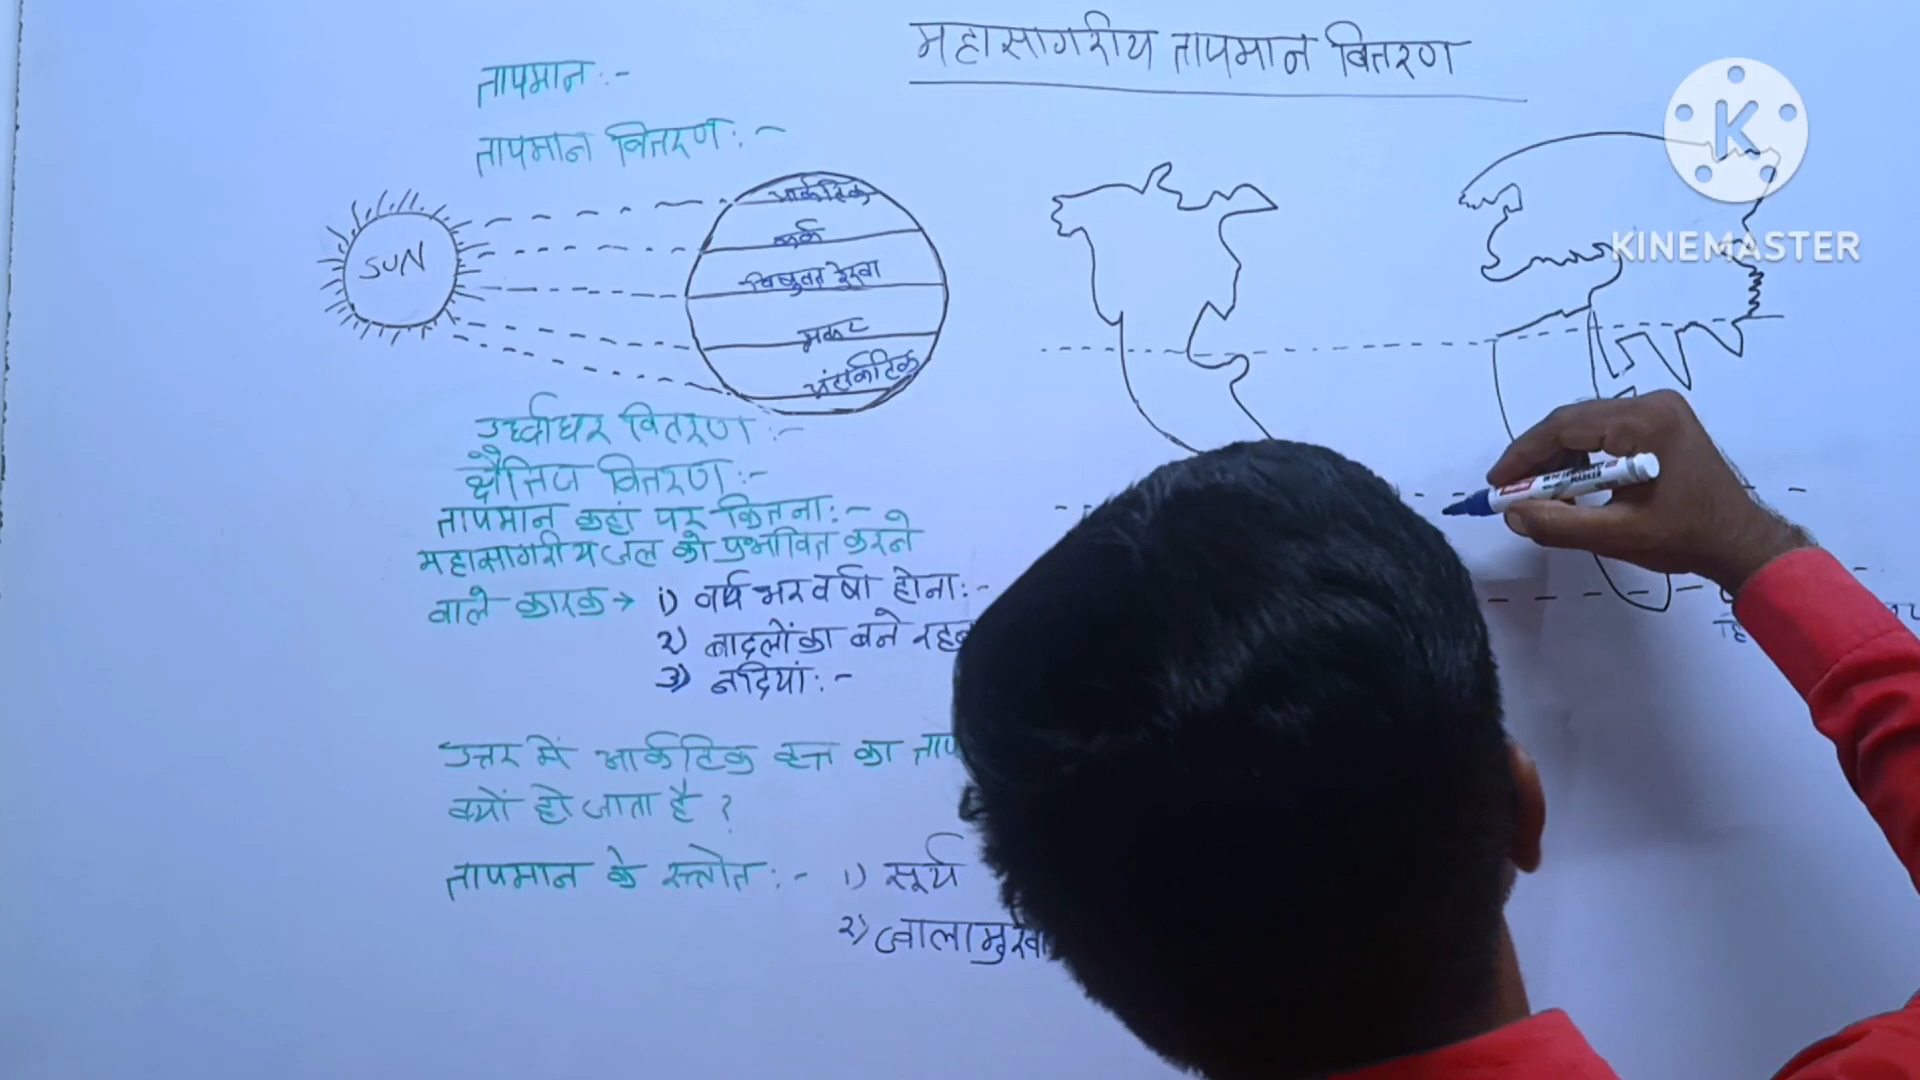 महासागरीय तापमान वितरण
तापमान :-
तापमान वितरण :-
K
KINEMASTER
SUN
आर्कटिक
कर्क
विषुवत रेखा
मकर
अंटार्कटिक
उर्ध्वाधर वितरण :-
क्षैतिज वितरण :-
तापमान कहां पर कितना :-
महासागरीय जल को प्रभावित करने
वाले कारक → 1) वर्ष भर वर्षा होना :-
2) बादलों का बने
3) नदियां :-
उत्तर में आर्कटिक वृत्त का
क्यों हो जाता है ?
तापमान के स्त्रोत :- 1) सूर्य
2) ज्वालामुखी